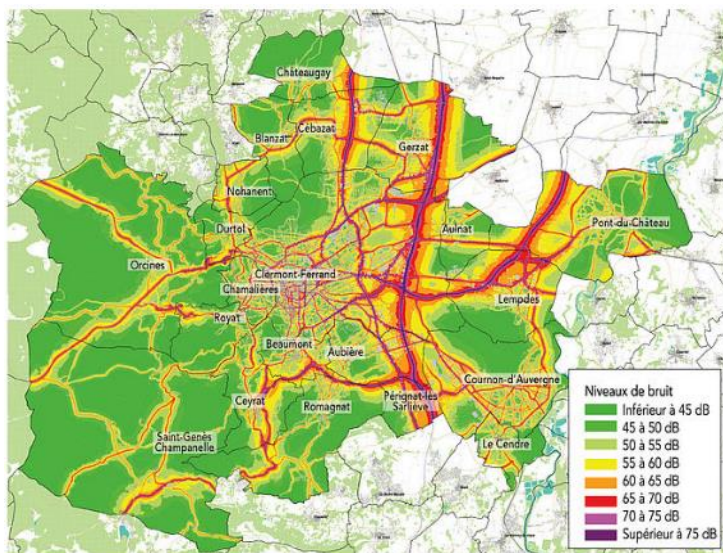 Châteaugay
Cébazat
Blanzat
Gerzat
Nohanent
Durtol
Aulnat
Pont-du-Château
Orcines
Clermont-Ferrand
Chamalières
Lempdes
Royat
Beaumont
Aubière
Cournon-d'Auvergne
Ceyrat
Romagnat
Pérignat-lès
Sarliève
Saint-Genès
Champanelle
Le Cendre
Niveaux de bruit
Inférieur à 45 dB
45 à 50 dB
50 à 55 dB
55 à 60 dB
60 à 65 dB
65 à 70 dB
70 à 75 dB
Supérieur à 75 dB